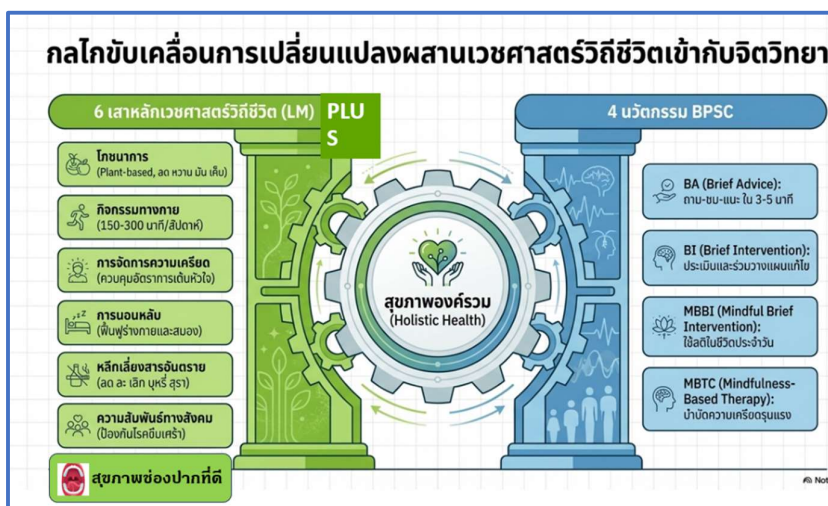 กลไกขับเคลื่อนการเปลี่ยนแปลงผสานเวชศาสตร์วิถีชีวิตเข้ากับจิตวิทยา
6 เสาหลักเวชศาสตร์วิถีชีวิต (LM)
PLU
S
โภชนาการ
(Plant-based, ลด หวาน มัน เค็ม)
กิจกรรมทางกาย
(150-300 นาที/สัปดาห์)
การจัดการความเครียด
(ควบคุมอัตราการเต้นหัวใจ)
การนอนหลับ
(ฟื้นฟูร่างกายและสมอง)
หลีกเลี่ยงสารอันตราย
(ลด ละ เลิก บุหรี่ สุรา)
ความสัมพันธ์ทางสังคม
(ป้องกันโรคซึมเศร้า)
สุขภาพช่องปากที่ดี
สุขภาพองค์รวม
(Holistic Health)
4 นวัตกรรม BPSC
BA (Brief Advice):
ถาม-ชม-แนะ ใน 3-5 นาที
BI (Brief Intervention):
ประเมินและร่วมวางแผนแก้ไข
MBBI (Mindful Brief
Intervention):
ใช้สติในชีวิตประจำวัน
MBTC (Mindfulness-
Based Therapy):
บำบัดความเครียดรุนแรง
Not